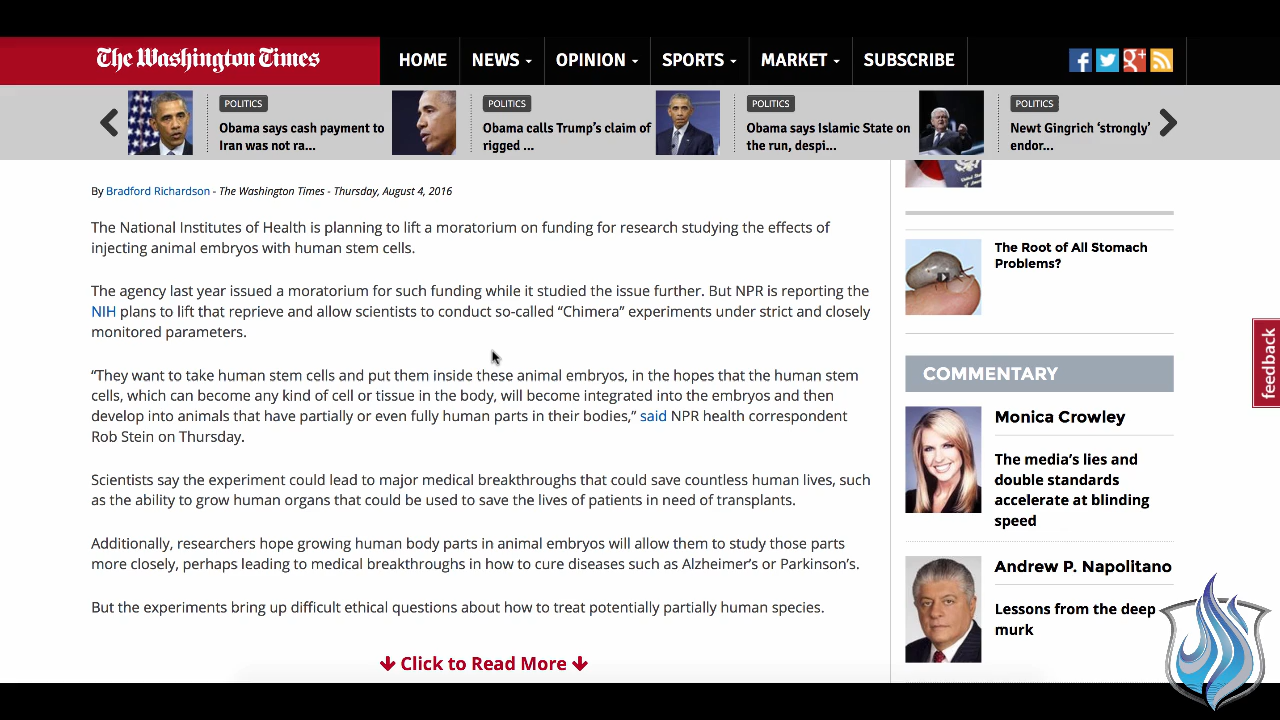 The Washington Times
HOME NEWS OPINION SPORTS MARKET SUBSCRIBE
POLITICS
Obama says cash payment to
Iran was not ra...
POLITICS
Obama calls Trump’s claim of
rigged ...
POLITICS
Obama says Islamic State on
the run, despi...
POLITICS
Newt Gingrich ‘strongly’
endor...
By Bradford Richardson - The Washington Times - Thursday, August 4, 2016
The National Institutes of Health is planning to lift a moratorium on funding for research studying the effects of
injecting animal embryos with human stem cells.
The agency last year issued a moratorium for such funding while it studied the issue further. But NPR is reporting the
NIH plans to lift that reprieve and allow scientists to conduct so-called “Chimera” experiments under strict and closely
monitored parameters.
“They want to take human stem cells and put them inside these animal embryos, in the hopes that the human stem
cells, which can become any kind of cell or tissue in the body, will become integrated into the embryos and then
develop into animals that have partially or even fully human parts in their bodies,” said NPR health correspondent
Rob Stein on Thursday.
Scientists say the experiment could lead to major medical breakthroughs that could save countless human lives, such
as the ability to grow human organs that could be used to save the lives of patients in need of transplants.
Additionally, researchers hope growing human body parts in animal embryos will allow them to study those parts
more closely, perhaps leading to medical breakthroughs in how to cure diseases such as Alzheimer’s or Parkinson’s.
But the experiments bring up difficult ethical questions about how to treat potentially partially human species.
Click to Read More
The Root of All Stomach
Problems?
COMMENTARY
Monica Crowley
The media’s lies and
double standards
accelerate at blinding
speed
Andrew P. Napolitano
Lessons from the deep
murk
feedback